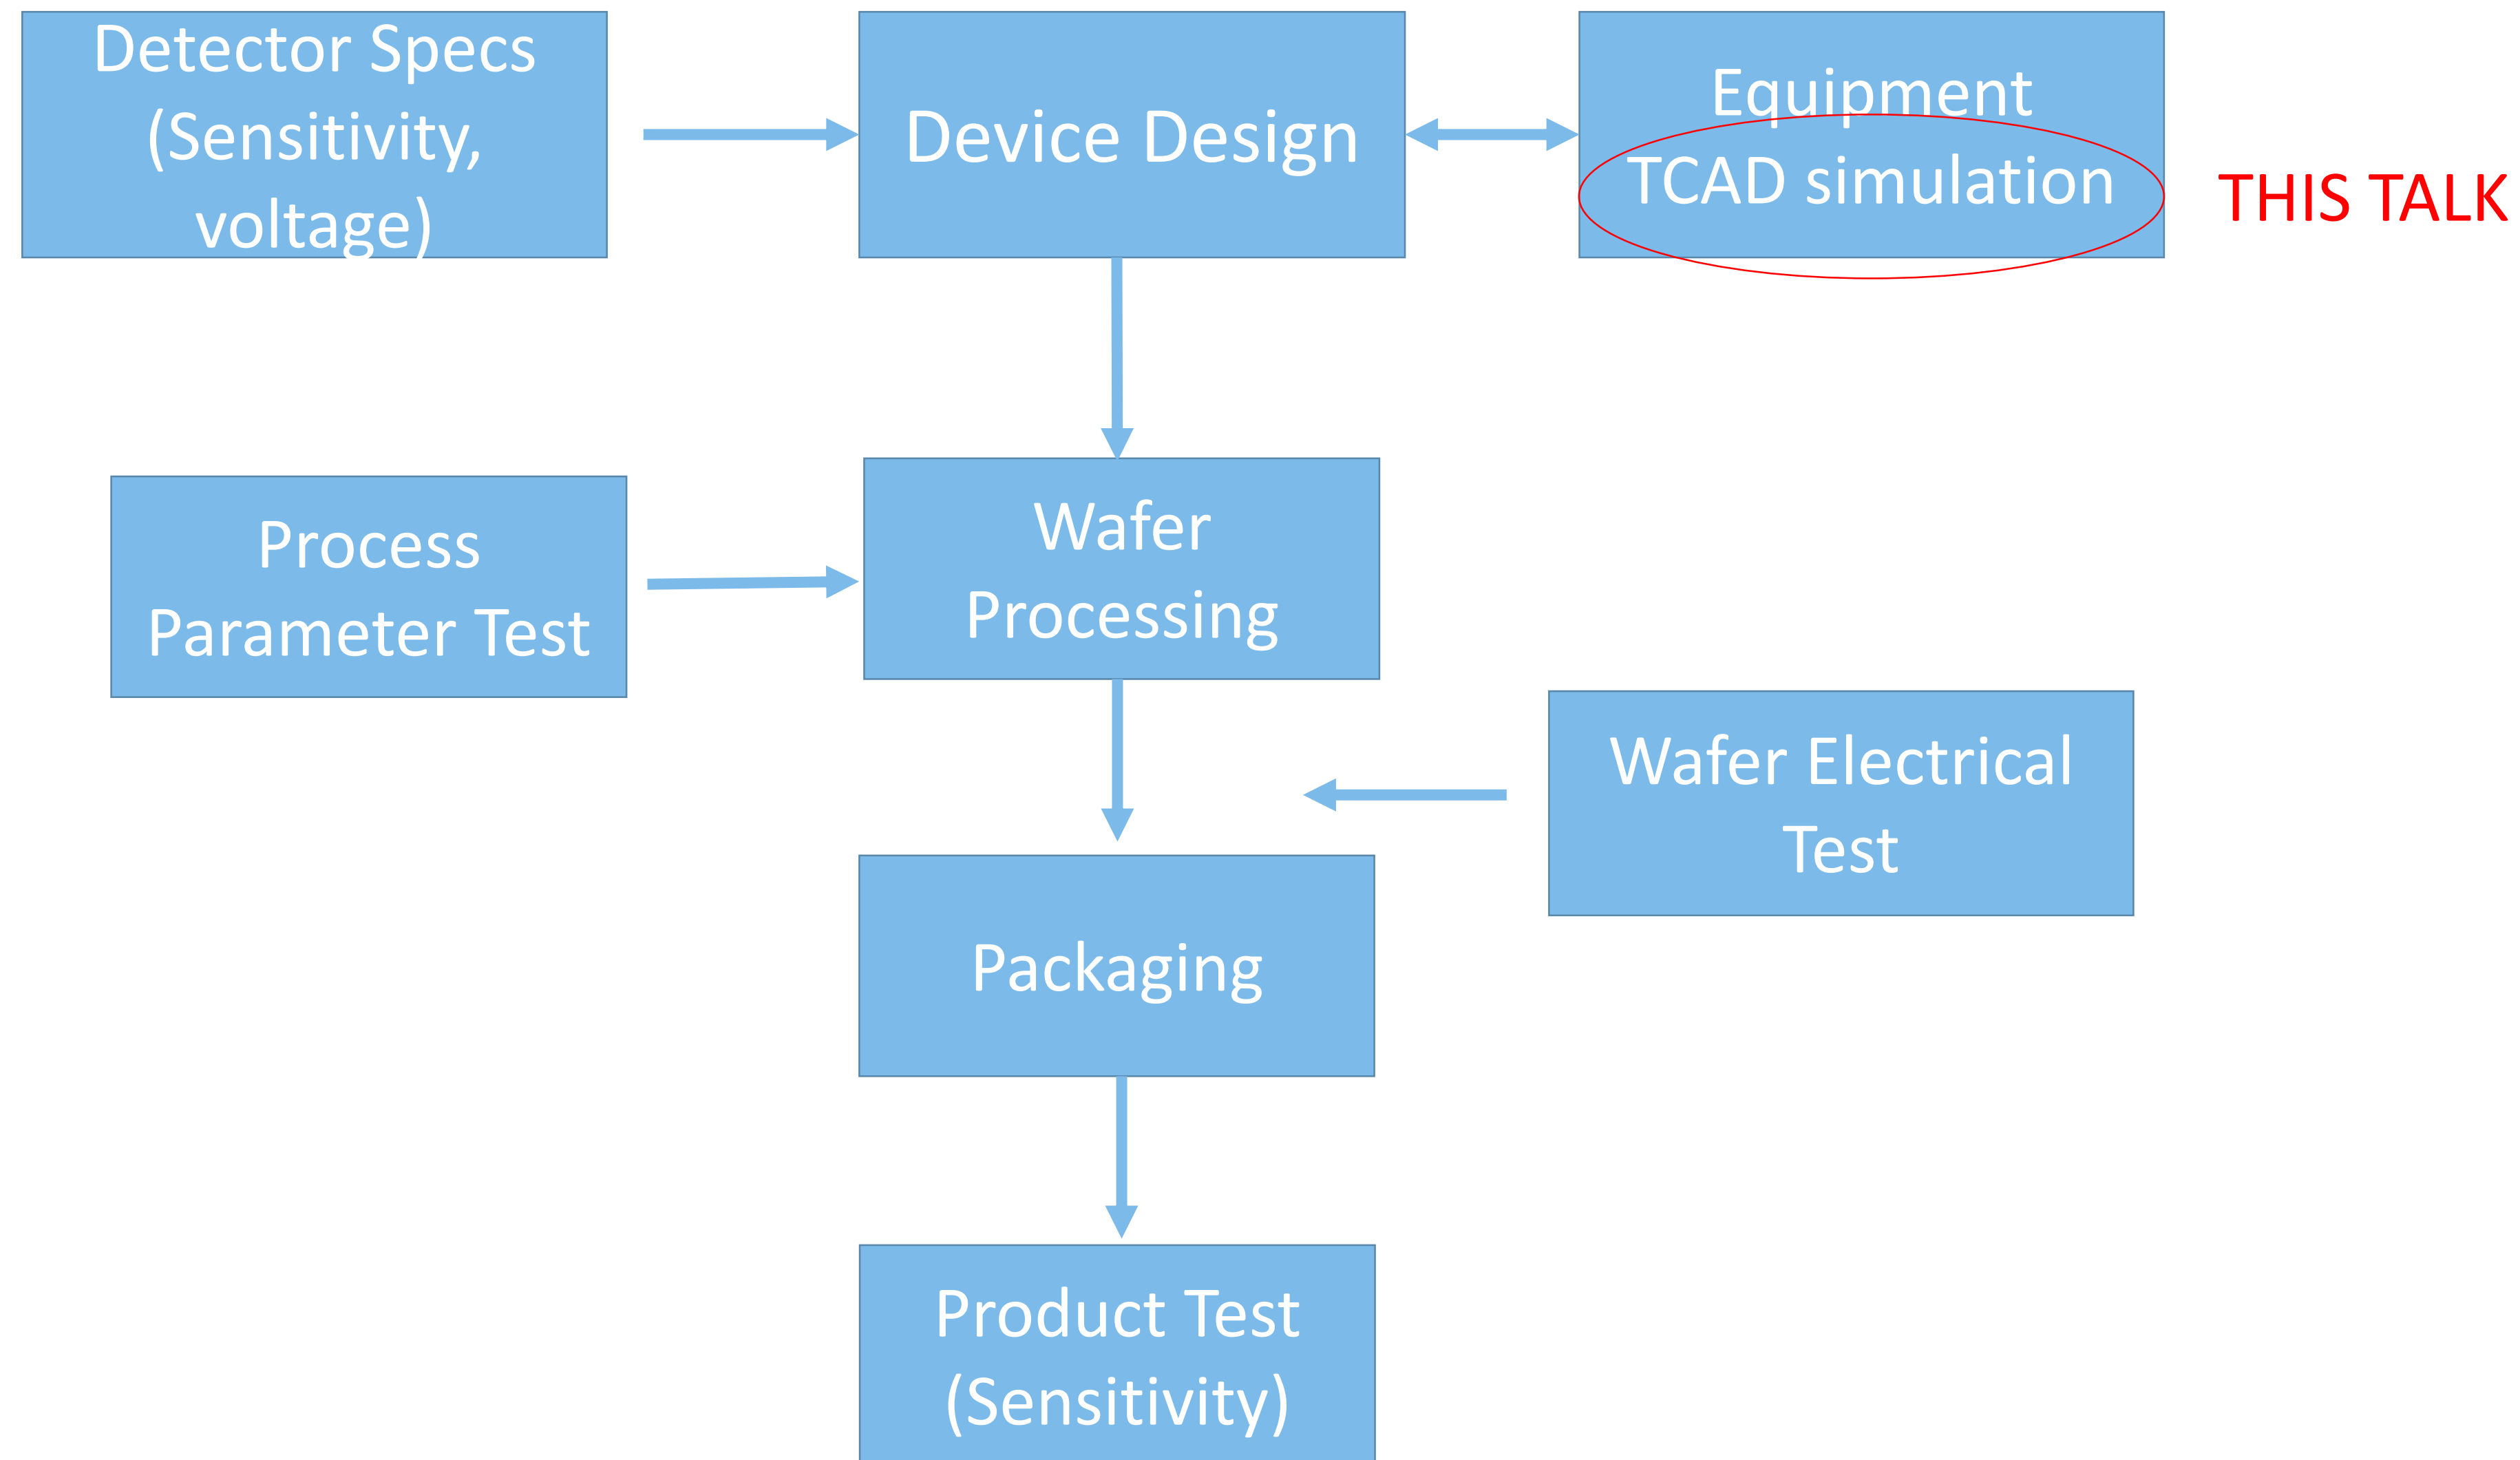 Detector Specs
(Sensitivity,
voltage)
Device Design
Equipment
TCAD simulation
THIS TALK
Process
Parameter Test
Wafer
Processing
Wafer Electrical
Test
Packaging
Product Test
(Sensitivity)